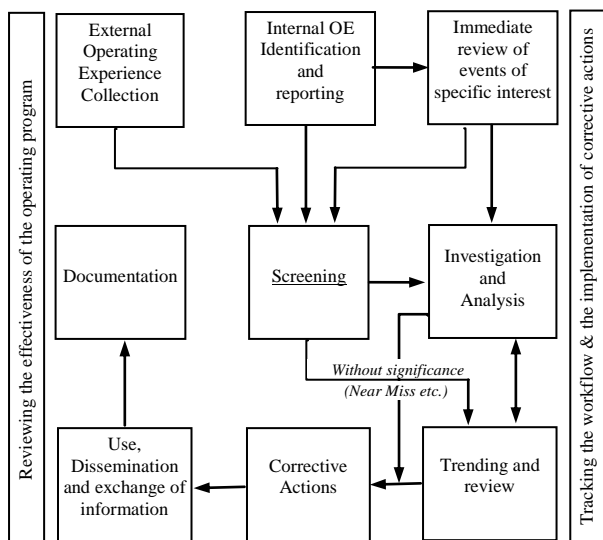 Reviewing the effectiveness of the operating program
External
Operating
Experience
Collection
Internal OE
Identification
and
reporting
Immediate
review of
events of
specific interest
Documentation
Screening
Investigation
and
Analysis
Without significance
(Near Miss etc.)
Use,
Dissemination
and exchange of
information
Corrective
Actions
Trending and
review
Tracking the workflow & the implementation of corrective actions